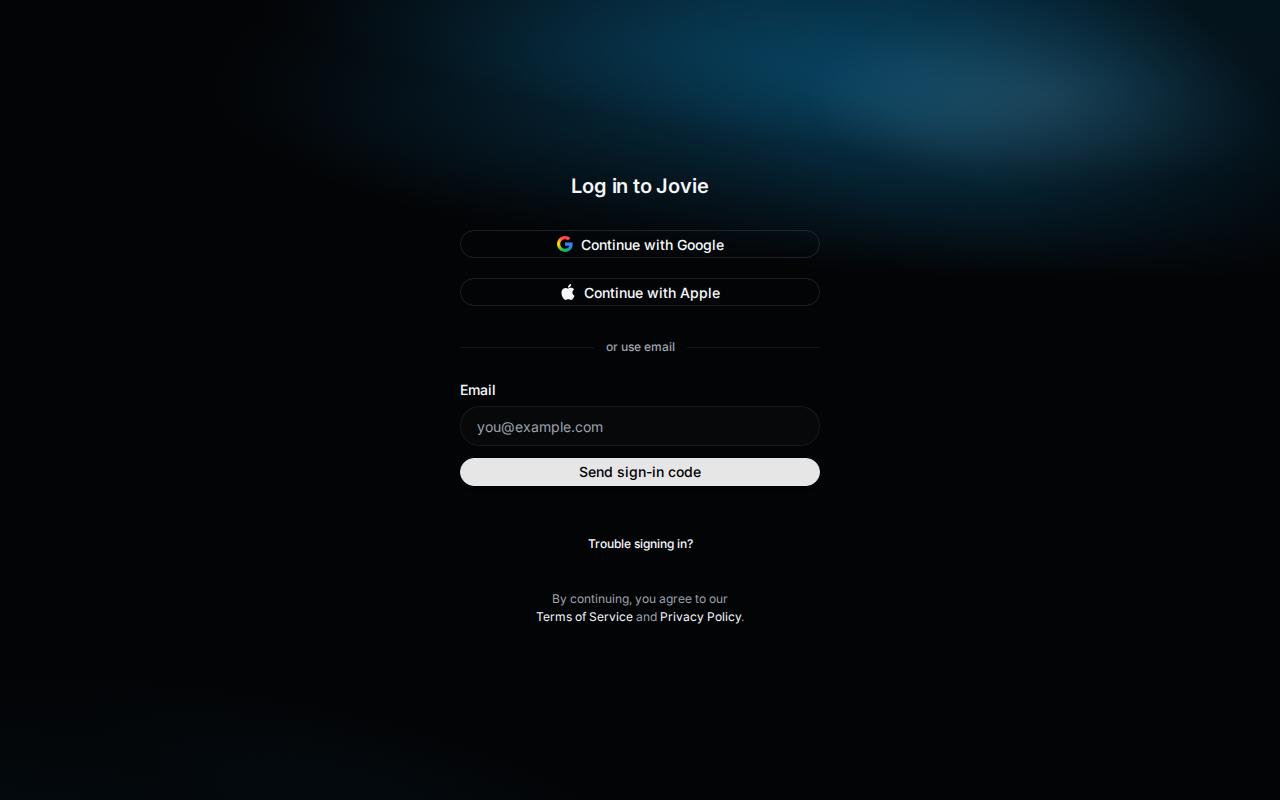 Log in to Jovie
Continue with Google
Continue with Apple
or use email
Email
you@example.com
Send sign-in code
Trouble signing in?
By continuing, you agree to our
Terms of Service and Privacy Policy.